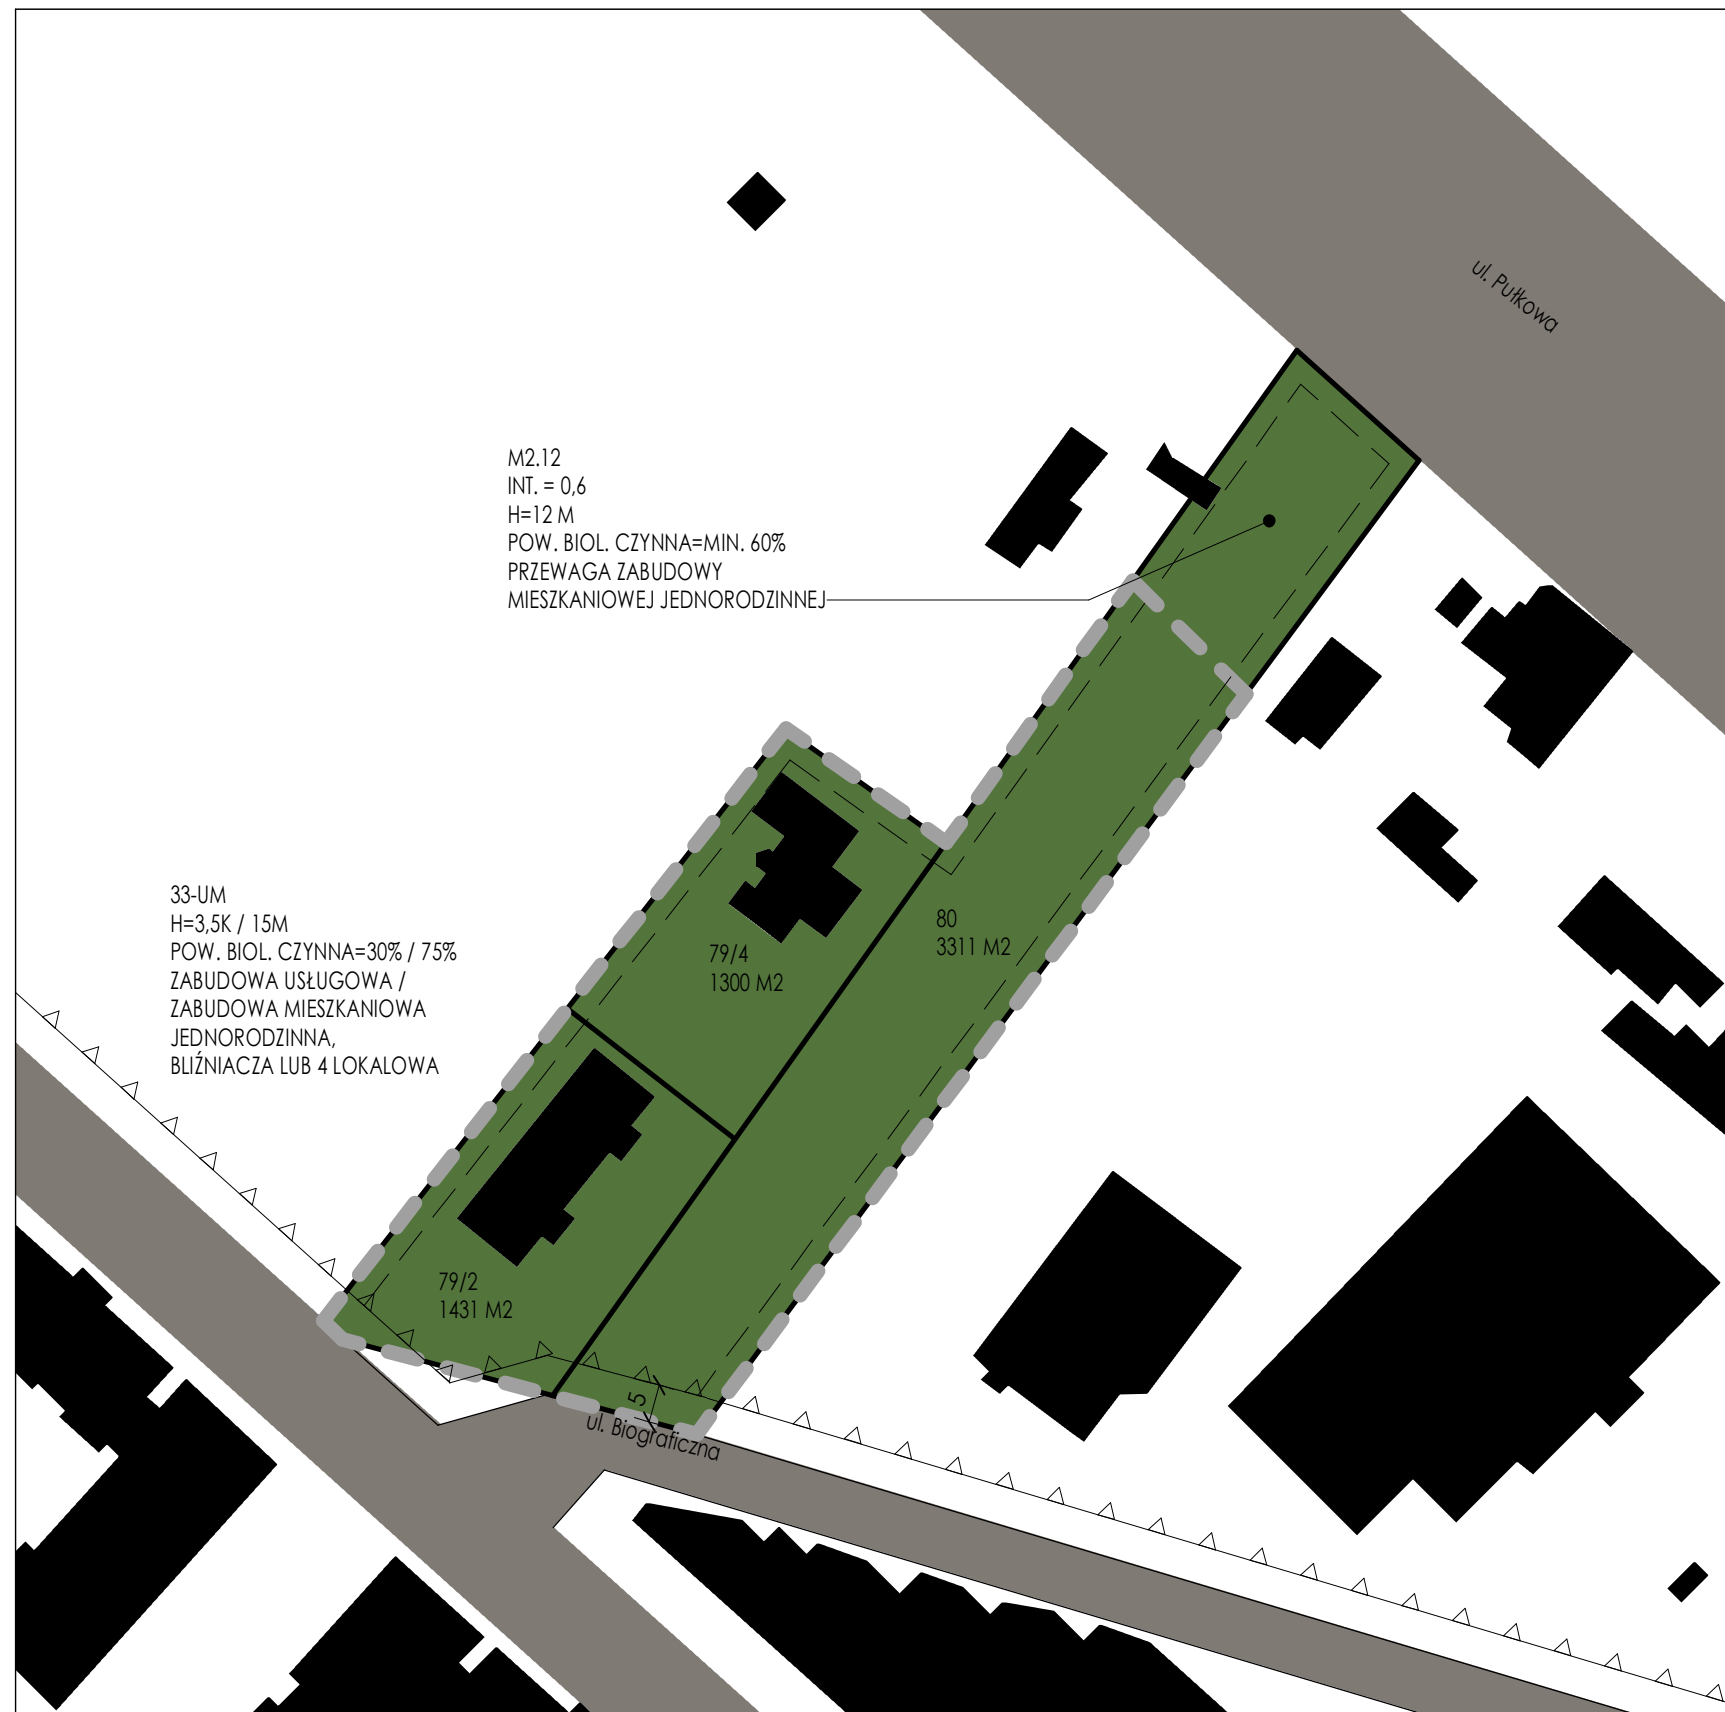 ul. Pułkowa
M2.12
INT. = 0,6
H=12 M
POW. BIOL. CZYNNA=MIN. 60%
PRZEWAGA ZABUDOWY
MIESZKANIOWEJ JEDNORODZINNEJ
33-UM
H=3,5K / 15M
POW. BIOL. CZYNNA=30% / 75%
ZABUDOWA USŁUGOWA /
ZABUDOWA MIESZKANIOWA
JEDNORODZINNA,
BLIŹNIACZA LUB 4 LOKALOWA
80
3311 M2
79/4
1300 M2
79/2
1431 M2
5
ul. Biograficzna